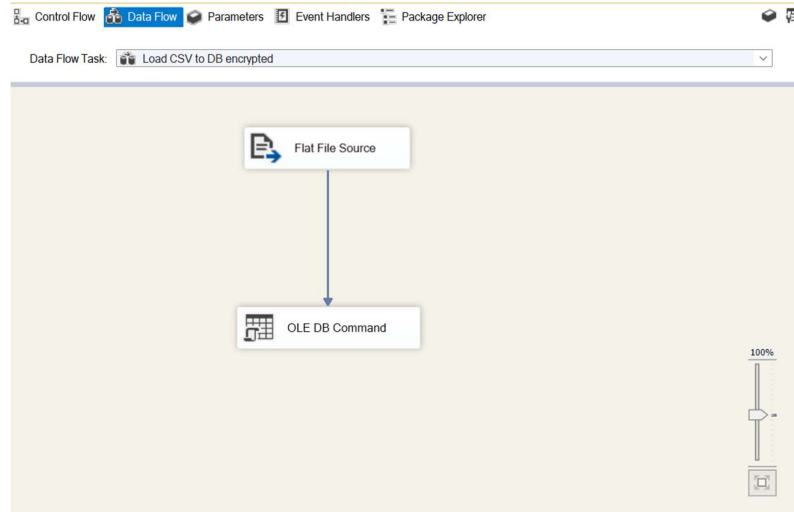 Control Flow Data Flow Parameters Event Handlers Package Explorer
Data Flow Task: Load CSV to DB encrypted
Flat File Source
OLE DB Command
100%